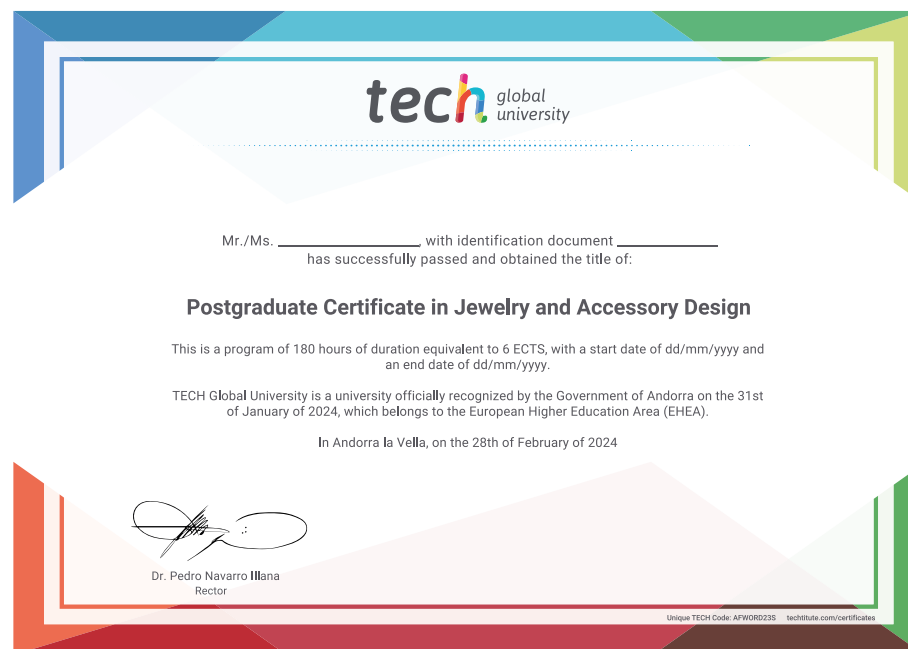 tech global university
Mr./Ms. ____________, with identification document ____________
has successfully passed and obtained the title of:
Postgraduate Certificate in Jewelry and Accessory Design
This is a program of 180 hours of duration equivalent to 6 ECTS, with a start date of dd/mm/yyyy and
an end date of dd/mm/yyyy.
TECH Global University is a university officially recognized by the Government of Andorra on the 31st
of January of 2024, which belongs to the European Higher Education Area (EHEA).
In Andorra la Vella, on the 28th of February of 2024
Dr. Pedro Navarro Illana
Rector
Unique TECH Code: AFWORD23S techtitute.com/certificates